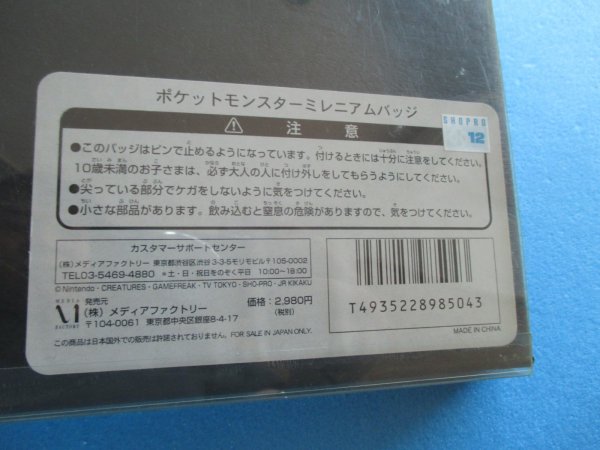 ポケットモンスターミレニアムバッジ
SHOPRO
12
⚠ 注意
●このバッジはピンで止めるようになっています。付けるときには十分に注意をしてください。
10歳未満のお子さまは、必ず大人の人に付け外しをしてもらうようにしてください。
●尖っている部分でケガをしないように気をつけてください。
●小さな部品があります。飲み込むと窒息の危険がありますので、気をつけてください。
カスタマーサポートセンター
(株)メディアファクトリー 東京都渋谷区渋谷3-3-5モリモビル〒105-0002
TEL03-5469-4880 *土・日・祝日をのぞく平日 10:00~18:00
© Nintendo・CREATURES・GAMEFREAK・TV TOKYO・SHO-PRO・JR KIKAKU
MEDIA FACTORY
発売元
(株)メディアファクトリー
〒104-0061 東京都中央区銀座8-4-17
価格:2,980円
(税別)
この商品は日本国外での販売は許諾されておりません。 FOR SALE IN JAPAN ONLY.
T4935228985043
MADE IN CHINA